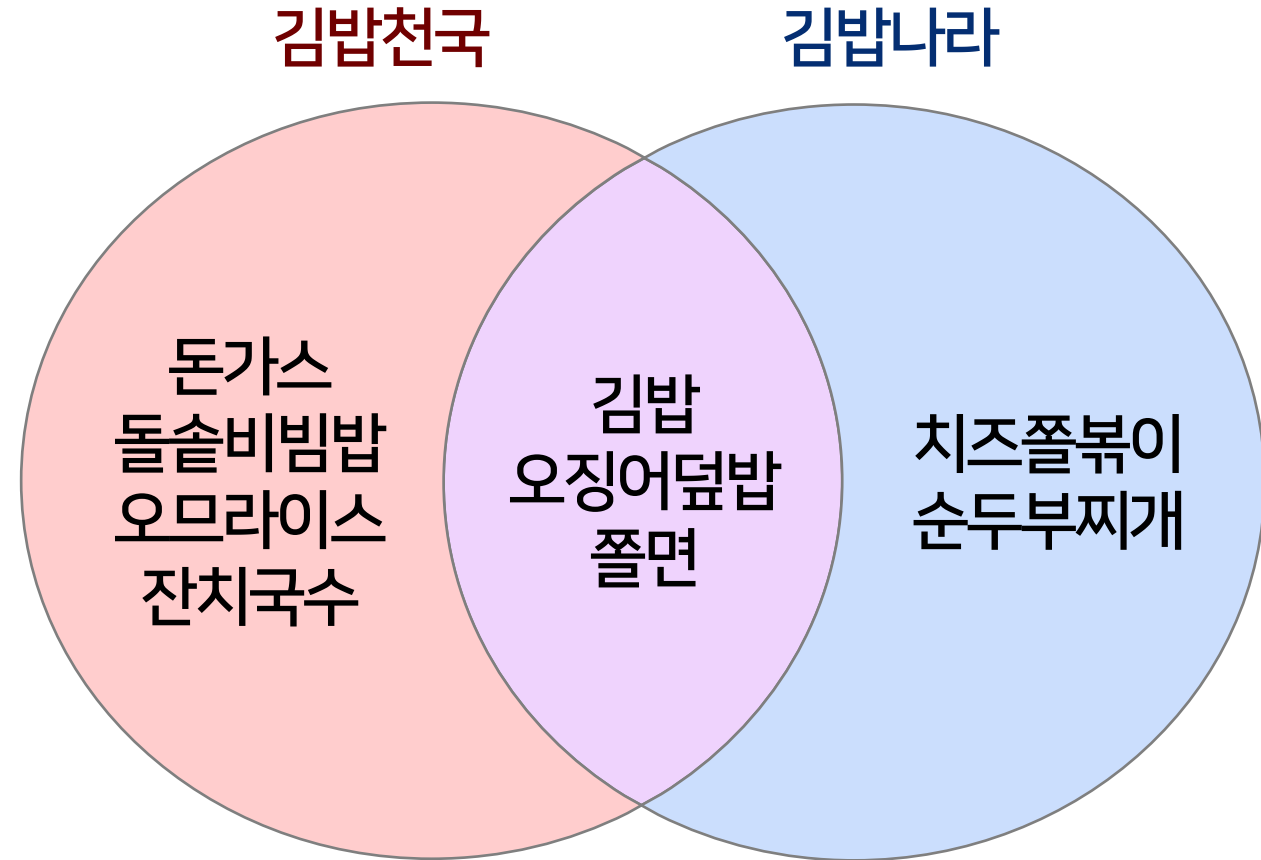 김밥천국
김밥나라
돈가스
돌솥비빔밥
오므라이스
잔치국수
김밥
오징어덮밥
쫄면
치즈쫄볶이
순두부찌개